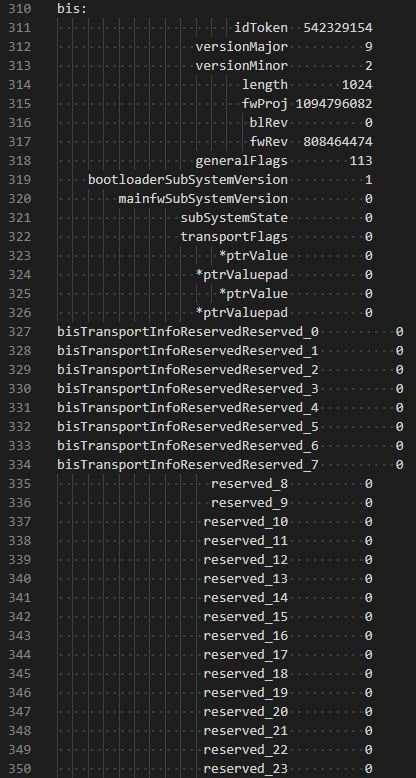 310 bis:
311 idToken 542329154
312 versionMajor 9
313 versionMinor 2
314 length 1024
315 fwProj 1094796082
316 blRev 0
317 fwRev 808464474
318 generalFlags 113
319 bootloaderSubSystemVersion 1
320 mainfwSubSystemVersion 0
321 subSystemState 0
322 transportFlags 0
323 *ptrValue 0
324 *ptrValuepad 0
325 *ptrValue 0
326 *ptrValuepad 0
327 bisTransportInfoReservedReserved_0 0
328 bisTransportInfoReservedReserved_1 0
329 bisTransportInfoReservedReserved_2 0
330 bisTransportInfoReservedReserved_3 0
331 bisTransportInfoReservedReserved_4 0
332 bisTransportInfoReservedReserved_5 0
333 bisTransportInfoReservedReserved_6 0
334 bisTransportInfoReservedReserved_7 0
335 reserved_8 0
336 reserved_9 0
337 reserved_10 0
338 reserved_11 0
339 reserved_12 0
340 reserved_13 0
341 reserved_14 0
342 reserved_15 0
343 reserved_16 0
344 reserved_17 0
345 reserved_18 0
346 reserved_19 0
347 reserved_20 0
348 reserved_21 0
349 reserved_22 0
350 reserved_23 0